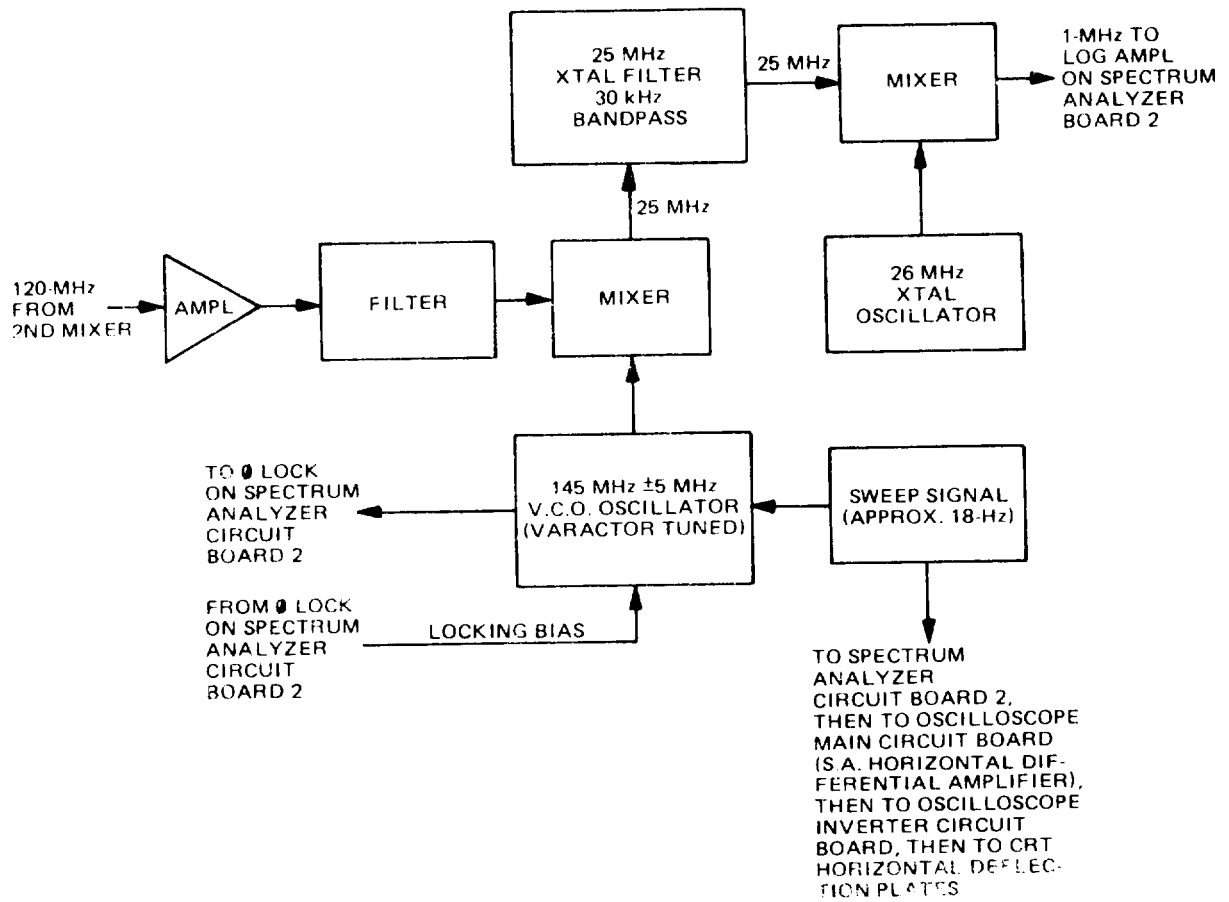 25 MHz
XTAL FILTER
30 kHz
BANDPASS
25 MHz
MIXER
1-MHz TO
LOG AMPL
ON SPECTRUM
ANALYZER
BOARD 2
25 MHz
120-MHz
FROM
2ND MIXER
AMPL
FILTER
MIXER
26 MHz
XTAL
OSCILLATOR
TO Ø LOCK
ON SPECTRUM
ANALYZER
CIRCUIT
BOARD 2
145 MHz ±5 MHz
V.C.O. OSCILLATOR
(VARACTOR TUNED)
SWEEP SIGNAL
(APPROX. 18-Hz)
FROM Ø LOCK
ON SPECTRUM
ANALYZER
CIRCUIT
BOARD 2
LOCKING BIAS
TO SPECTRUM
ANALYZER
CIRCUIT BOARD 2,
THEN TO OSCILLOSCOPE
MAIN CIRCUIT BOARD
(S.A. HORIZONTAL DIF-
FERENTIAL AMPLIFIER),
THEN TO OSCILLOSCOPE
INVERTER CIRCUIT
BOARD, THEN TO CRT
HORIZONTAL DEFLEC-
TION PLATES